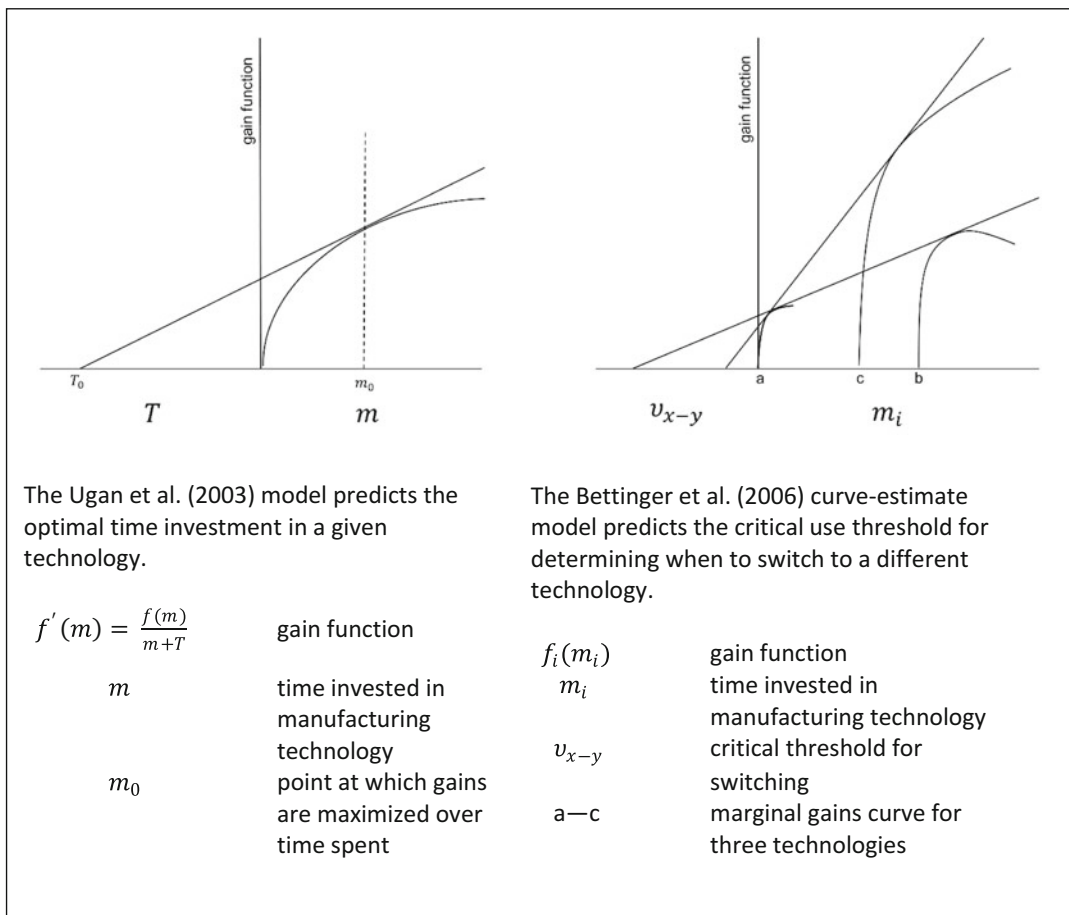 gain function
T₀
m₀
T
m
gain function
a
c
b
υₓ₋ᵧ
mᵢ
The Ugan et al. (2003) model predicts the
optimal time investment in a given
technology.
f′(m) = f(m)/(m+T) gain function
m time invested in
manufacturing
technology
m₀ point at which gains
are maximized over
time spent
The Bettinger et al. (2006) curve-estimate
model predicts the critical use threshold for
determining when to switch to a different
technology.
fᵢ(mᵢ) gain function
mᵢ time invested in
manufacturing technology
υₓ₋ᵧ critical threshold for
switching
a—c marginal gains curve for
three technologies